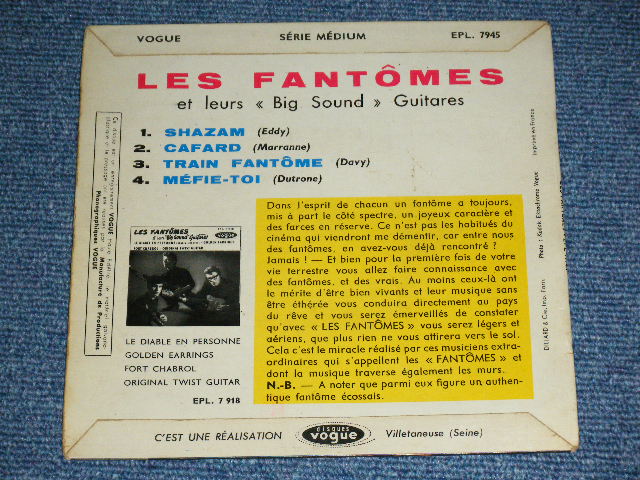 VOGUE
SÉRIE MÉDIUM
EPL. 7945
LES FANTÔMES
et leurs « Big Sound » Guitares
1. SHAZAM (Eddy)
2. CAFARD (Marranne)
3. TRAIN FANTÔME (Davy)
4. MÉFIE-TOI (Dutronc)
Dans l'esprit de chacun un fantôme a toujours,
mis à part le côté spectre, un joyeux caractère et
des farces en réserve. Ce n'est pas les habitués du
cinéma qui viendront me démentir, car entre nous
des fantômes, en avez-vous déjà rencontré ?
Jamais ! — Et bien pour la première fois de votre
vie terrestre vous allez faire connaissance avec
des fantômes, et des vrais. Au moins ceux-là ont
le mérite d'être bien vivants et leur musique sans
être éthérée vous conduira directement au pays
du rêve et vous serez émerveillés de constater
qu'avec « LES FANTÔMES » vous serez légers et
aériens, que plus rien ne vous attirera vers le sol.
Cela c'est le miracle réalisé par ces musiciens extra-
ordinaires qui s'appellent les « FANTÔMES » et
dont la musique traverse également les murs.
N.-B. — A noter que parmi eux figure un authen-
tique fantôme écossais.
LES FANTÔMES
LE DIABLE EN PERSONNE
GOLDEN EARRINGS
FORT CHABROL
ORIGINAL TWIST GUITAR
EPL. 7 918
Imprimé en France
Photo : Kodak Ektachrome Vogue
Phonographiques VOGUE
C'EST UNE RÉALISATION
disques
vogue
Villetaneuse (Seine)